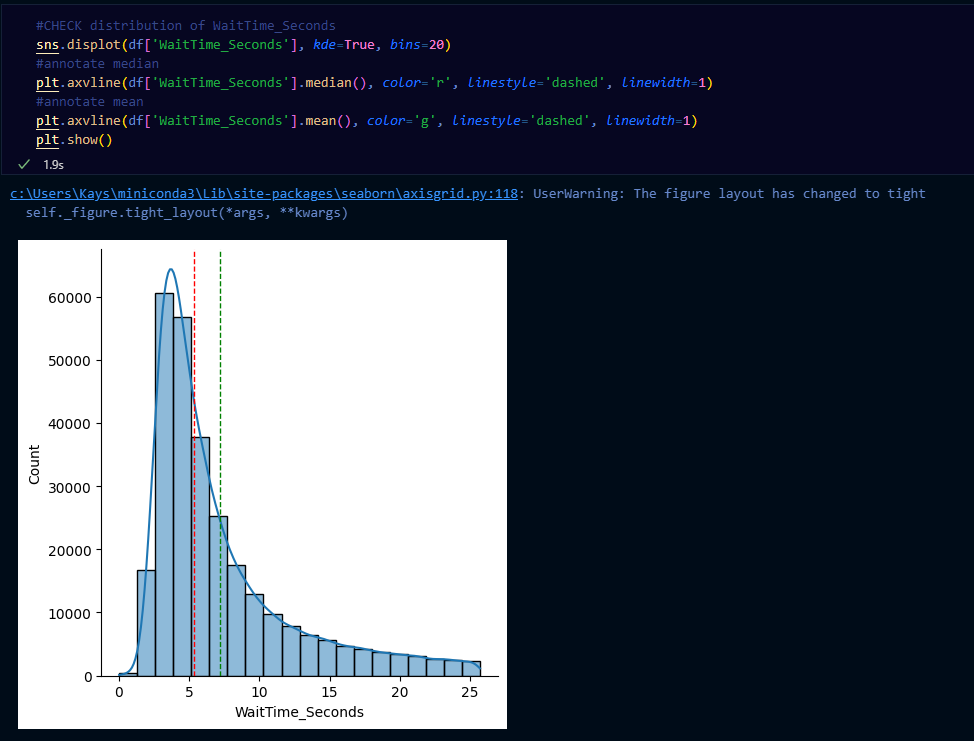 #CHECK distribution of WaitTime_Seconds
sns.displot(df['WaitTime_Seconds'], kde=True, bins=20)
#annotate median
plt.axvline(df['WaitTime_Seconds'].median(), color='r', linestyle='dashed', linewidth=1)
#annotate mean
plt.axvline(df['WaitTime_Seconds'].mean(), color='g', linestyle='dashed', linewidth=1)
plt.show()
1.9s
c:\Users\Kays\miniconda3\Lib\site-packages\seaborn\axisgrid.py:118: UserWarning: The figure layout has changed to tight
self._figure.tight_layout(*args, **kwargs)
60000
50000
40000
30000
20000
10000
0
Count
0 5 10 15 20 25
WaitTime_Seconds